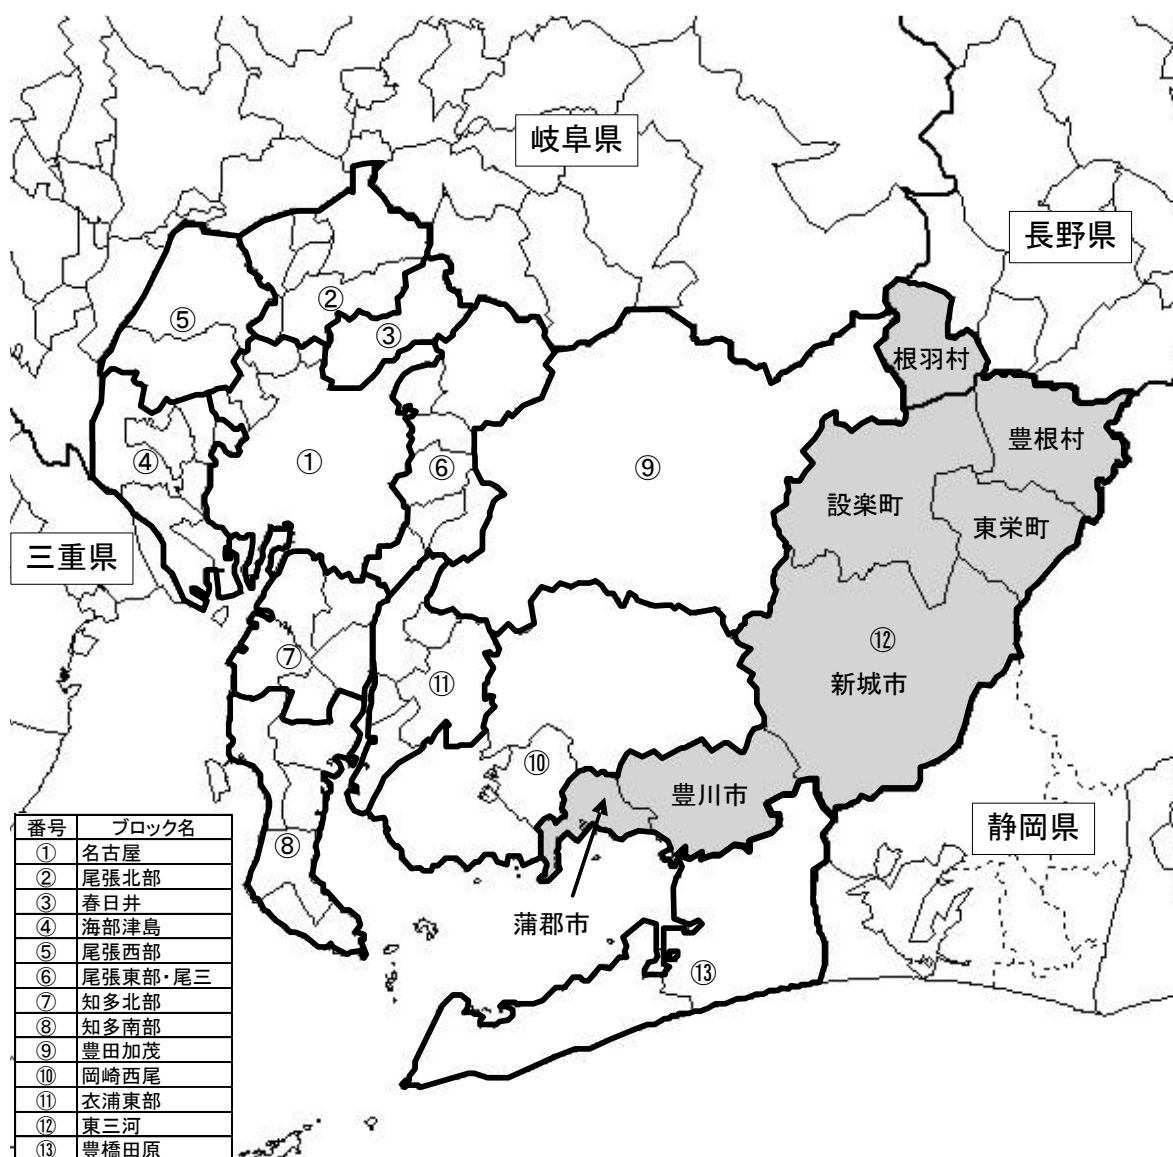 岐阜県
長野県
②
⑤
③
根羽村
豊根村
④
①
⑥
⑨
設楽町
東栄町
三重県
⑫
新城市
⑦
⑪
⑩
豊川市
静岡県
⑧
蒲郡市
⑬
番号 ブロック名
① 名古屋
② 尾張北部
③ 春日井
④ 海部津島
⑤ 尾張西部
⑥ 尾張東部・尾三
⑦ 知多北部
⑧ 知多南部
⑨ 豊田加茂
⑩ 岡崎西尾
⑪ 衣浦東部
⑫ 東三河
⑬ 豊橋田原